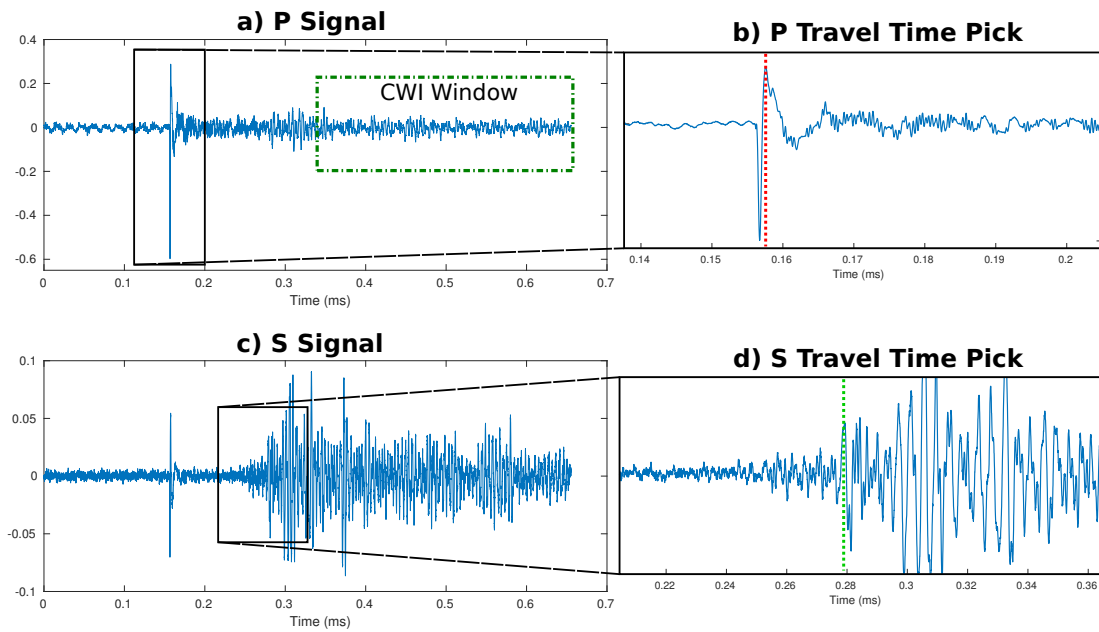 a) P Signal
0.4
0.2
0
-0.2
-0.4
-0.6
CWI Window
0 0.1 0.2 0.3 0.4 0.5 0.6 0.7
Time (ms)
b) P Travel Time Pick
0.14 0.15 0.16 0.17 0.18 0.19 0.2
Time (ms)
c) S Signal
0.1
0.05
0
-0.05
-0.1
0 0.1 0.2 0.3 0.4 0.5 0.6 0.7
Time (ms)
d) S Travel Time Pick
0.22 0.24 0.26 0.28 0.3 0.32 0.34 0.36
Time (ms)